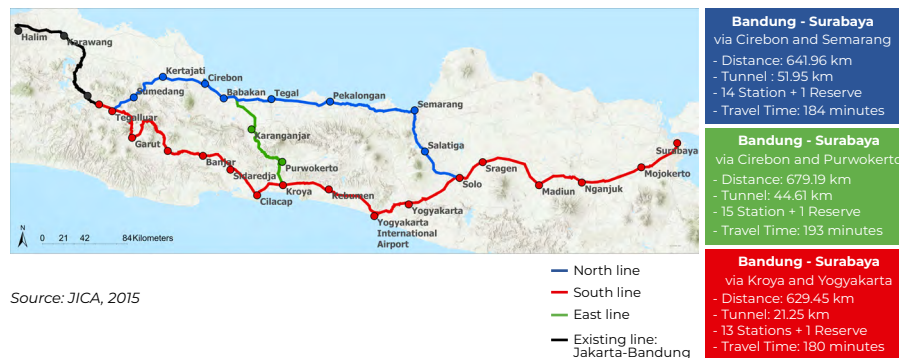 Halim
Karawang
Kertajati
Cirebon
Sumedang
Babakan
Tegal
Pekalongan
Semarang
Tegalluar
Karanganjar
Salatiga
Garut
Surabaya
Banjar
Purwokerto
Sragen
Sidaredja
Solo
Mojokerto
Kroya
Kebumen
Madiun
Nganjuk
Cilacap
Yogyakarta
Yogyakarta
International
Airport
N
0 21 42 84 Kilometers
Source: JICA, 2015
North line
South line
East line
Existing line:
Jakarta-Bandung
Bandung - Surabaya
via Cirebon and Semarang
- Distance: 641.96 km
- Tunnel : 51.95 km
- 14 Station + 1 Reserve
- Travel Time: 184 minutes
Bandung - Surabaya
via Cirebon and Purwokerto
- Distance: 679.19 km
- Tunnel: 44.61 km
- 15 Station + 1 Reserve
- Travel Time: 193 minutes
Bandung - Surabaya
via Kroya and Yogyakarta
- Distance: 629.45 km
- Tunnel: 21.25 km
- 13 Stations + 1 Reserve
- Travel Time: 180 minutes